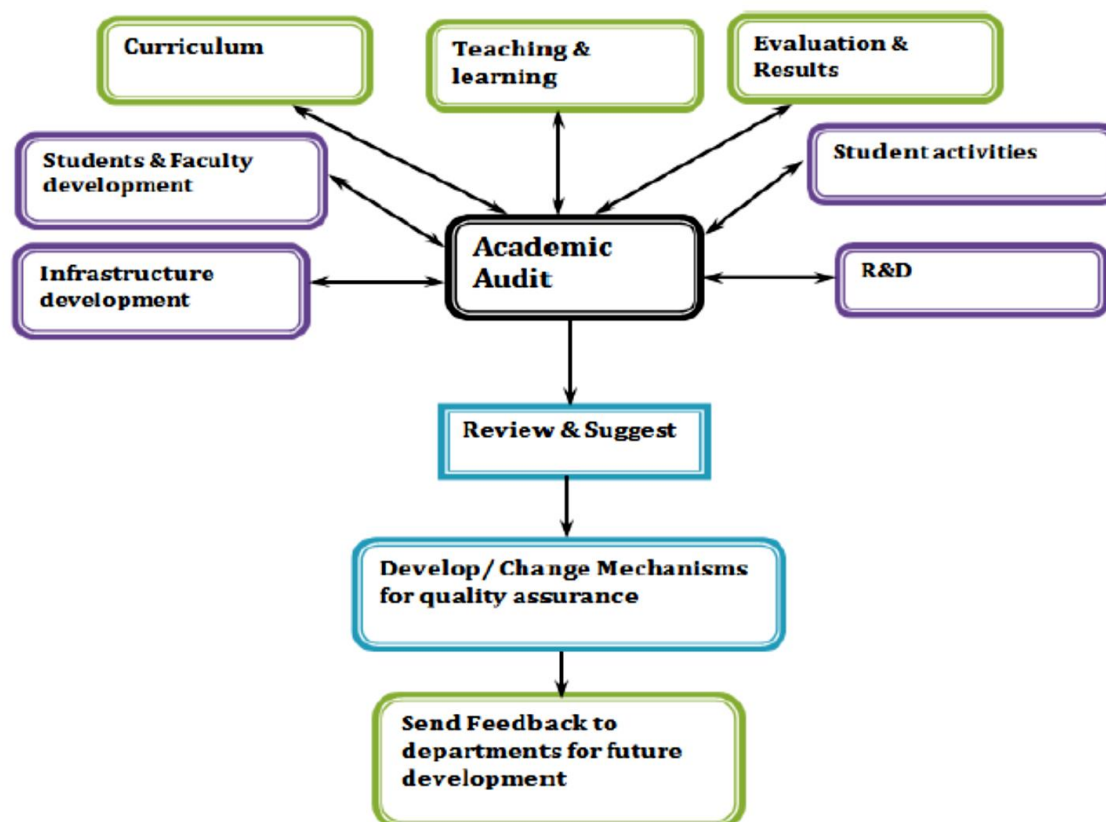 Curriculum
Teaching &
learning
Evaluation &
Results
Students & Faculty
development
Student activities
Academic
Audit
Infrastructure
development
R&D
Review & Suggest
Develop / Change Mechanisms
for quality assurance
Send Feedback to
departments for future
development